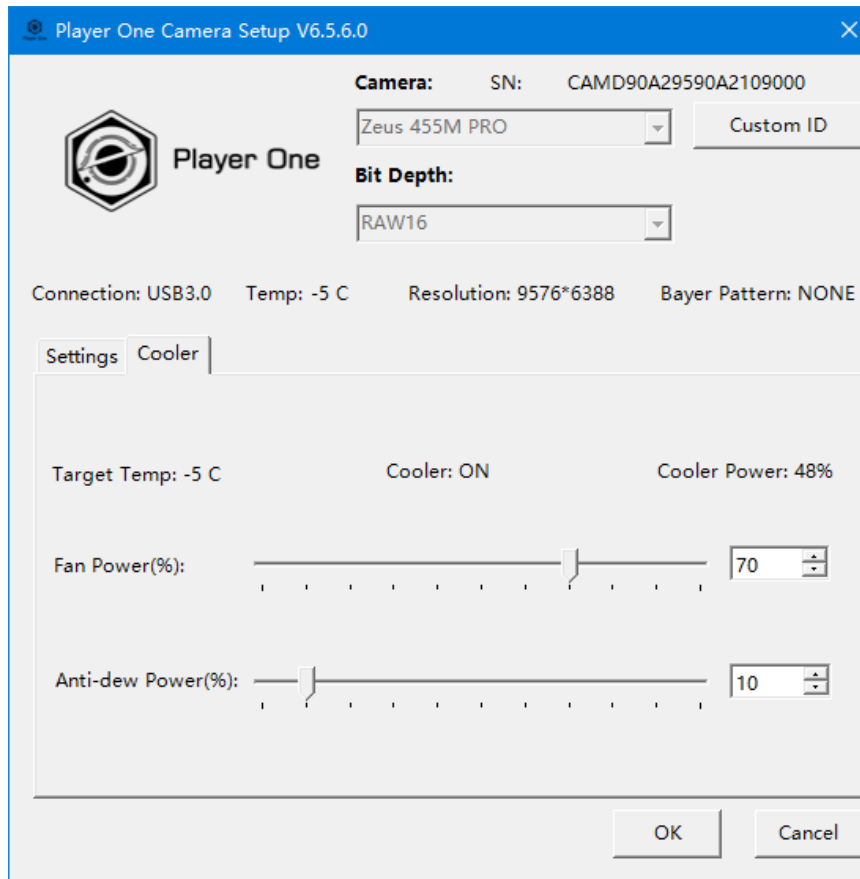 Player One Camera Setup V6.5.6.0
Camera: SN: CAMD90A29590A2109000
Zeus 455M PRO Custom ID
Player One
Bit Depth:
RAW16
Connection: USB3.0 Temp: -5 C Resolution: 9576*6388 Bayer Pattern: NONE
Settings Cooler
Target Temp: -5 C Cooler: ON Cooler Power: 48%
Fan Power(%): 70
Anti-dew Power(%): 10
OK Cancel